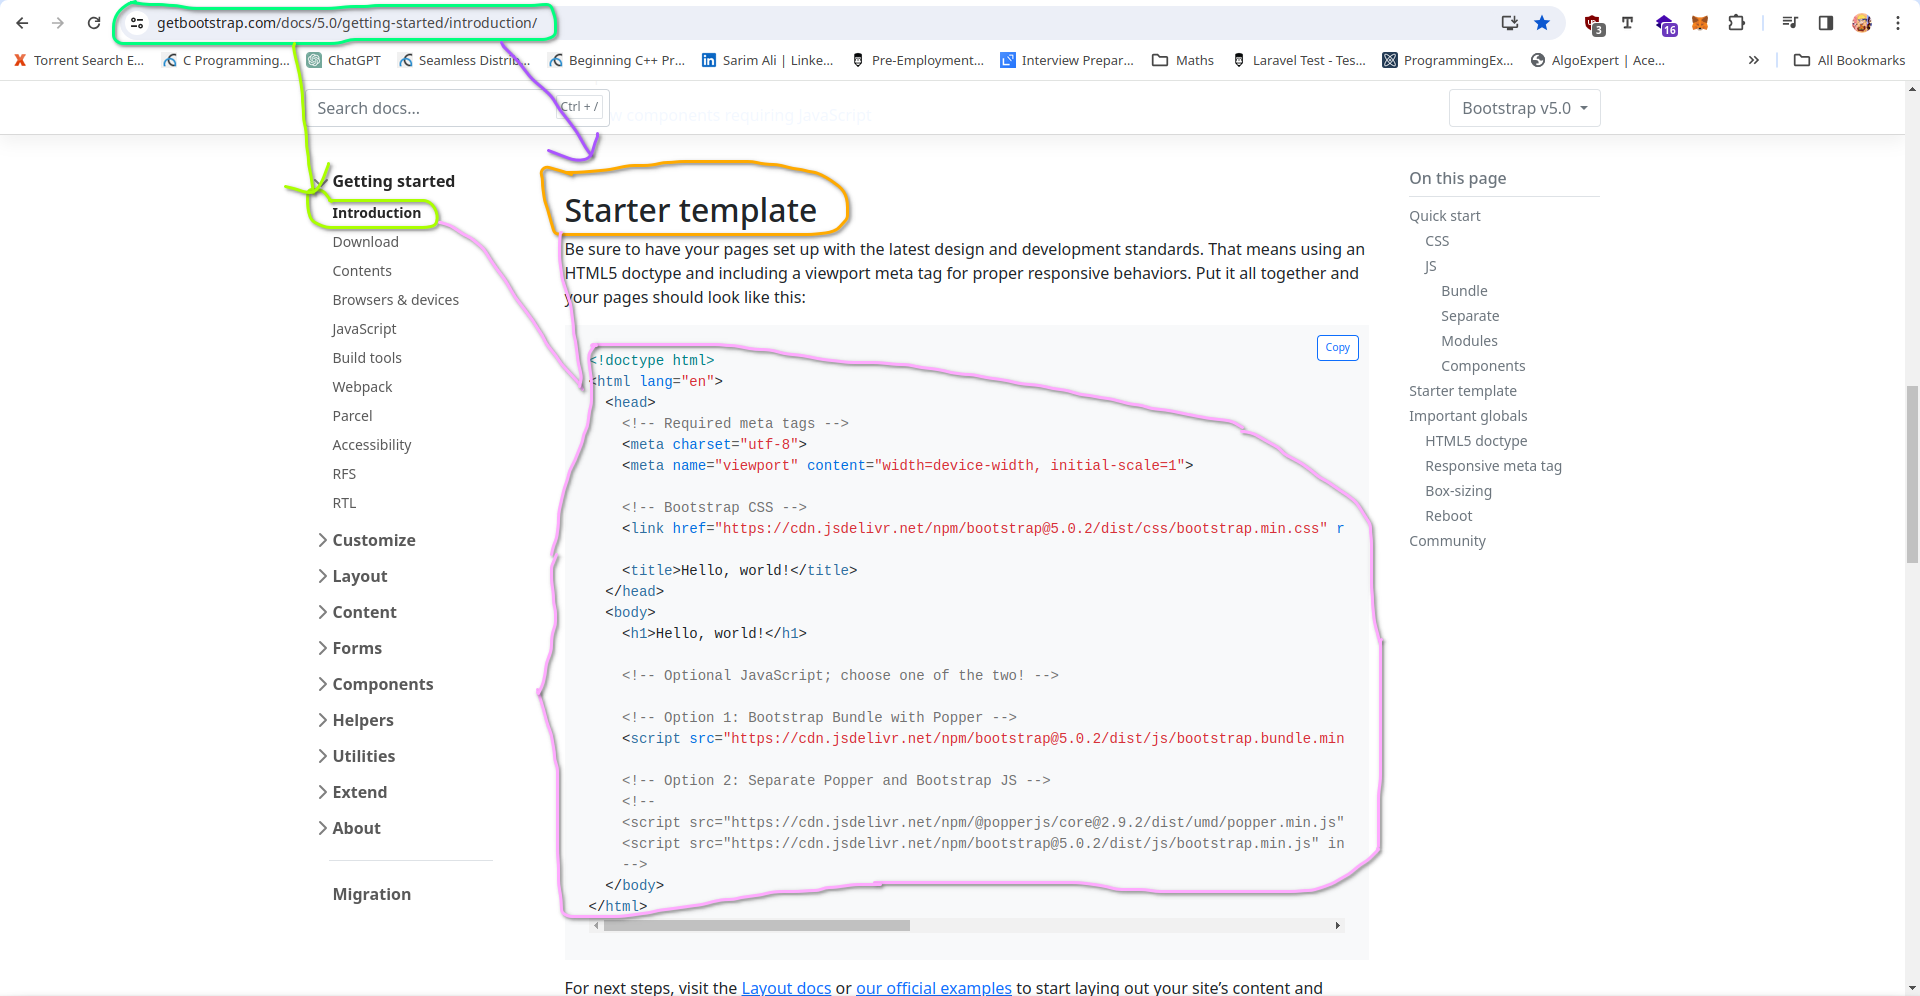 getbootstrap.com/docs/5.0/getting-started/introduction/
3
16
Torrent Search E...
C Programming...
ChatGPT
Seamless Distrib...
Beginning C++ Pr...
Sarim Ali | Linke...
Pre-Employment...
Interview Prepar...
Maths
Laravel Test - Tes...
ProgrammingEx...
AlgoExpert | Ace...
All Bookmarks
Search docs...
Ctrl + /
components requiring JavaScript
Bootstrap v5.0
Getting started
Introduction
Download
Contents
Browsers & devices
JavaScript
Build tools
Webpack
Parcel
Accessibility
RFS
RTL
Customize
Layout
Content
Forms
Components
Helpers
Utilities
Extend
About
Migration
Starter template
Be sure to have your pages set up with the latest design and development standards. That means using an
HTML5 doctype and including a viewport meta tag for proper responsive behaviors. Put it all together and
your pages should look like this:
Copy
<!doctype html>
<html lang="en">
<head>
<!-- Required meta tags -->
<meta charset="utf-8">
<meta name="viewport" content="width=device-width, initial-scale=1">
<!-- Bootstrap CSS -->
<link href="https://cdn.jsdelivr.net/npm/bootstrap@5.0.2/dist/css/bootstrap.min.css" r
<title>Hello, world!</title>
</head>
<body>
<h1>Hello, world!</h1>
<!-- Optional JavaScript; choose one of the two! -->
<!-- Option 1: Bootstrap Bundle with Popper -->
<script src="https://cdn.jsdelivr.net/npm/bootstrap@5.0.2/dist/js/bootstrap.bundle.min
<!-- Option 2: Separate Popper and Bootstrap JS -->
<!--
<script src="https://cdn.jsdelivr.net/npm/@popperjs/core@2.9.2/dist/umd/popper.min.js"
<script src="https://cdn.jsdelivr.net/npm/bootstrap@5.0.2/dist/js/bootstrap.min.js" in
-->
</body>
</html>
For next steps, visit the Layout docs or our official examples to start laying out your site's content and
On this page
Quick start
CSS
JS
Bundle
Separate
Modules
Components
Starter template
Important globals
HTML5 doctype
Responsive meta tag
Box-sizing
Reboot
Community